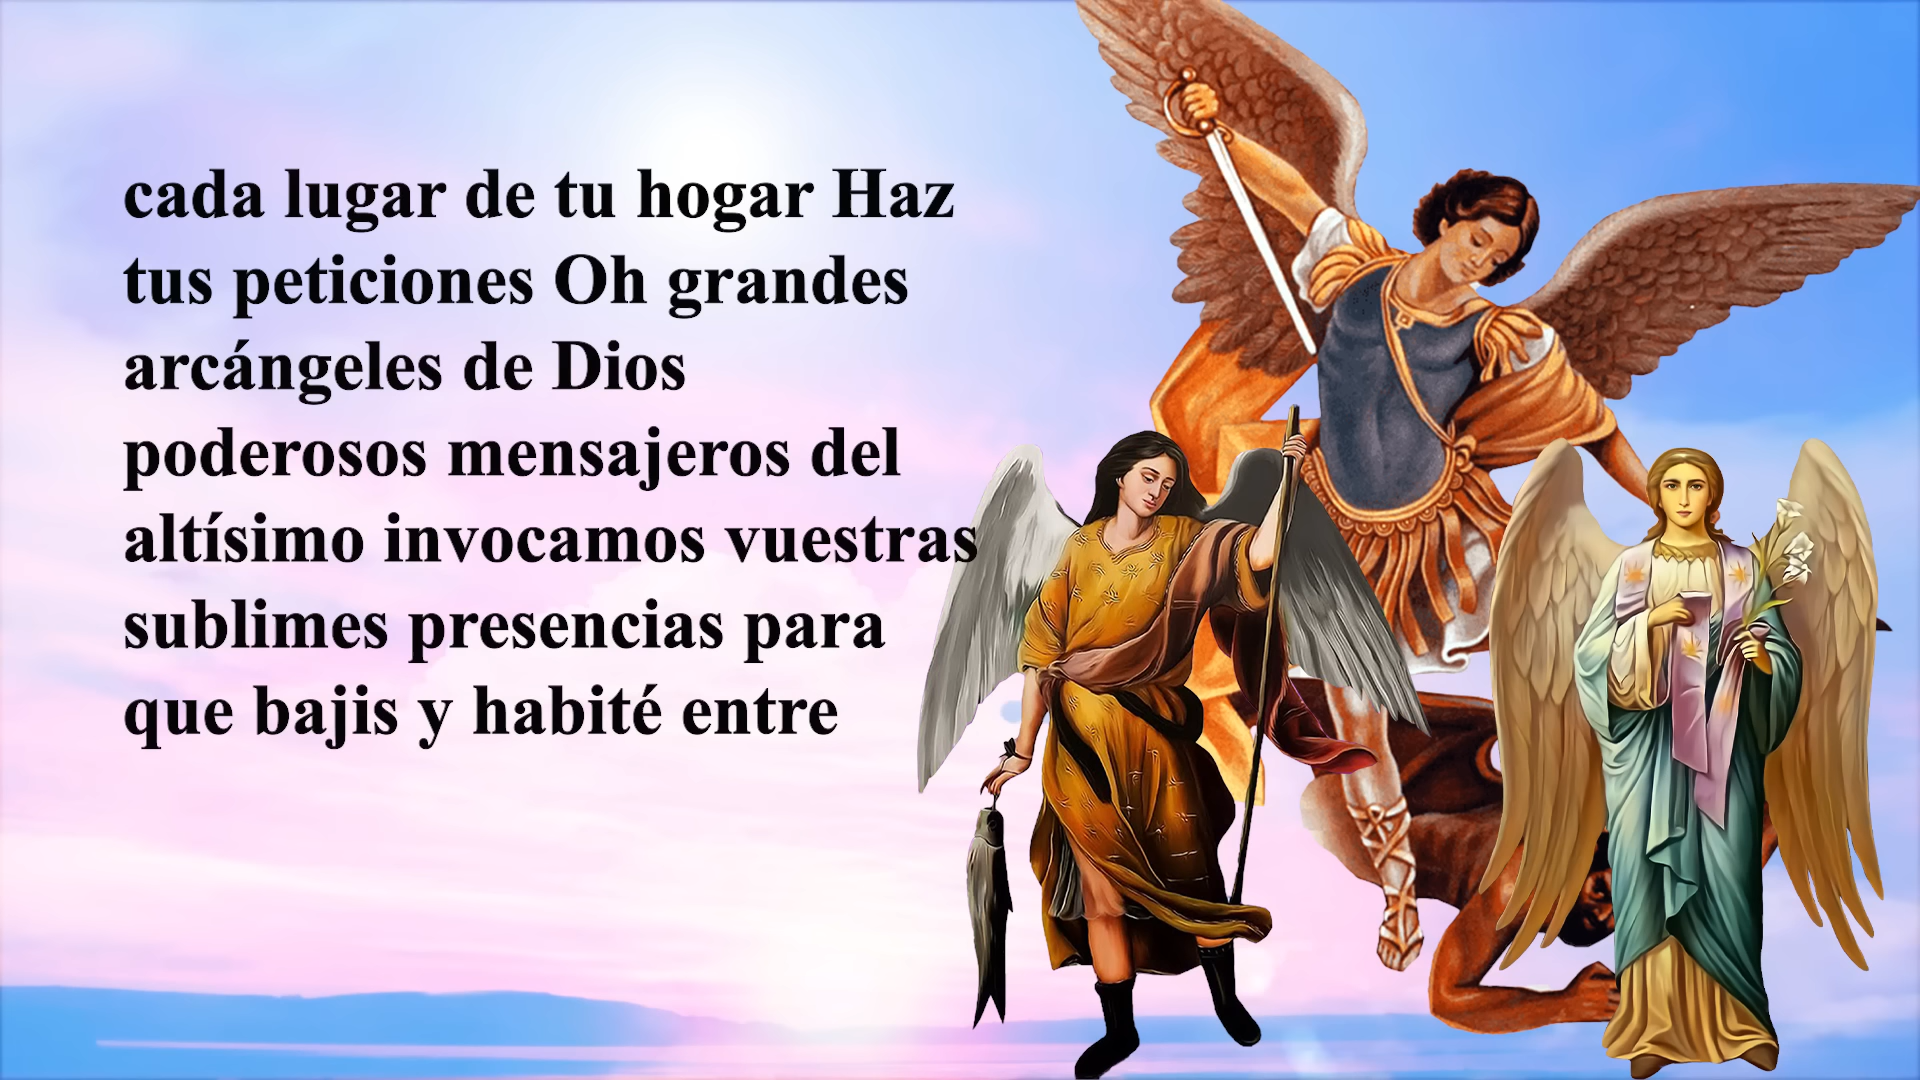 cada lugar de tu hogar Haz
tus peticiones Oh grandes
arcángeles de Dios
poderosos mensajeros del
altísimo invocamos vuestras
sublimes presencias para
que bajis y habité entre